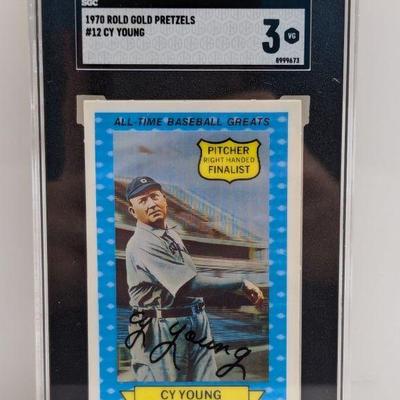 SGC
1970 ROLD GOLD PRETZELS
#12 CY YOUNG
3 VG
8999673
ALL-TIME BASEBALL GREATS
PITCHER
RIGHT HANDED
FINALIST
Cy Young
CY YOUNG